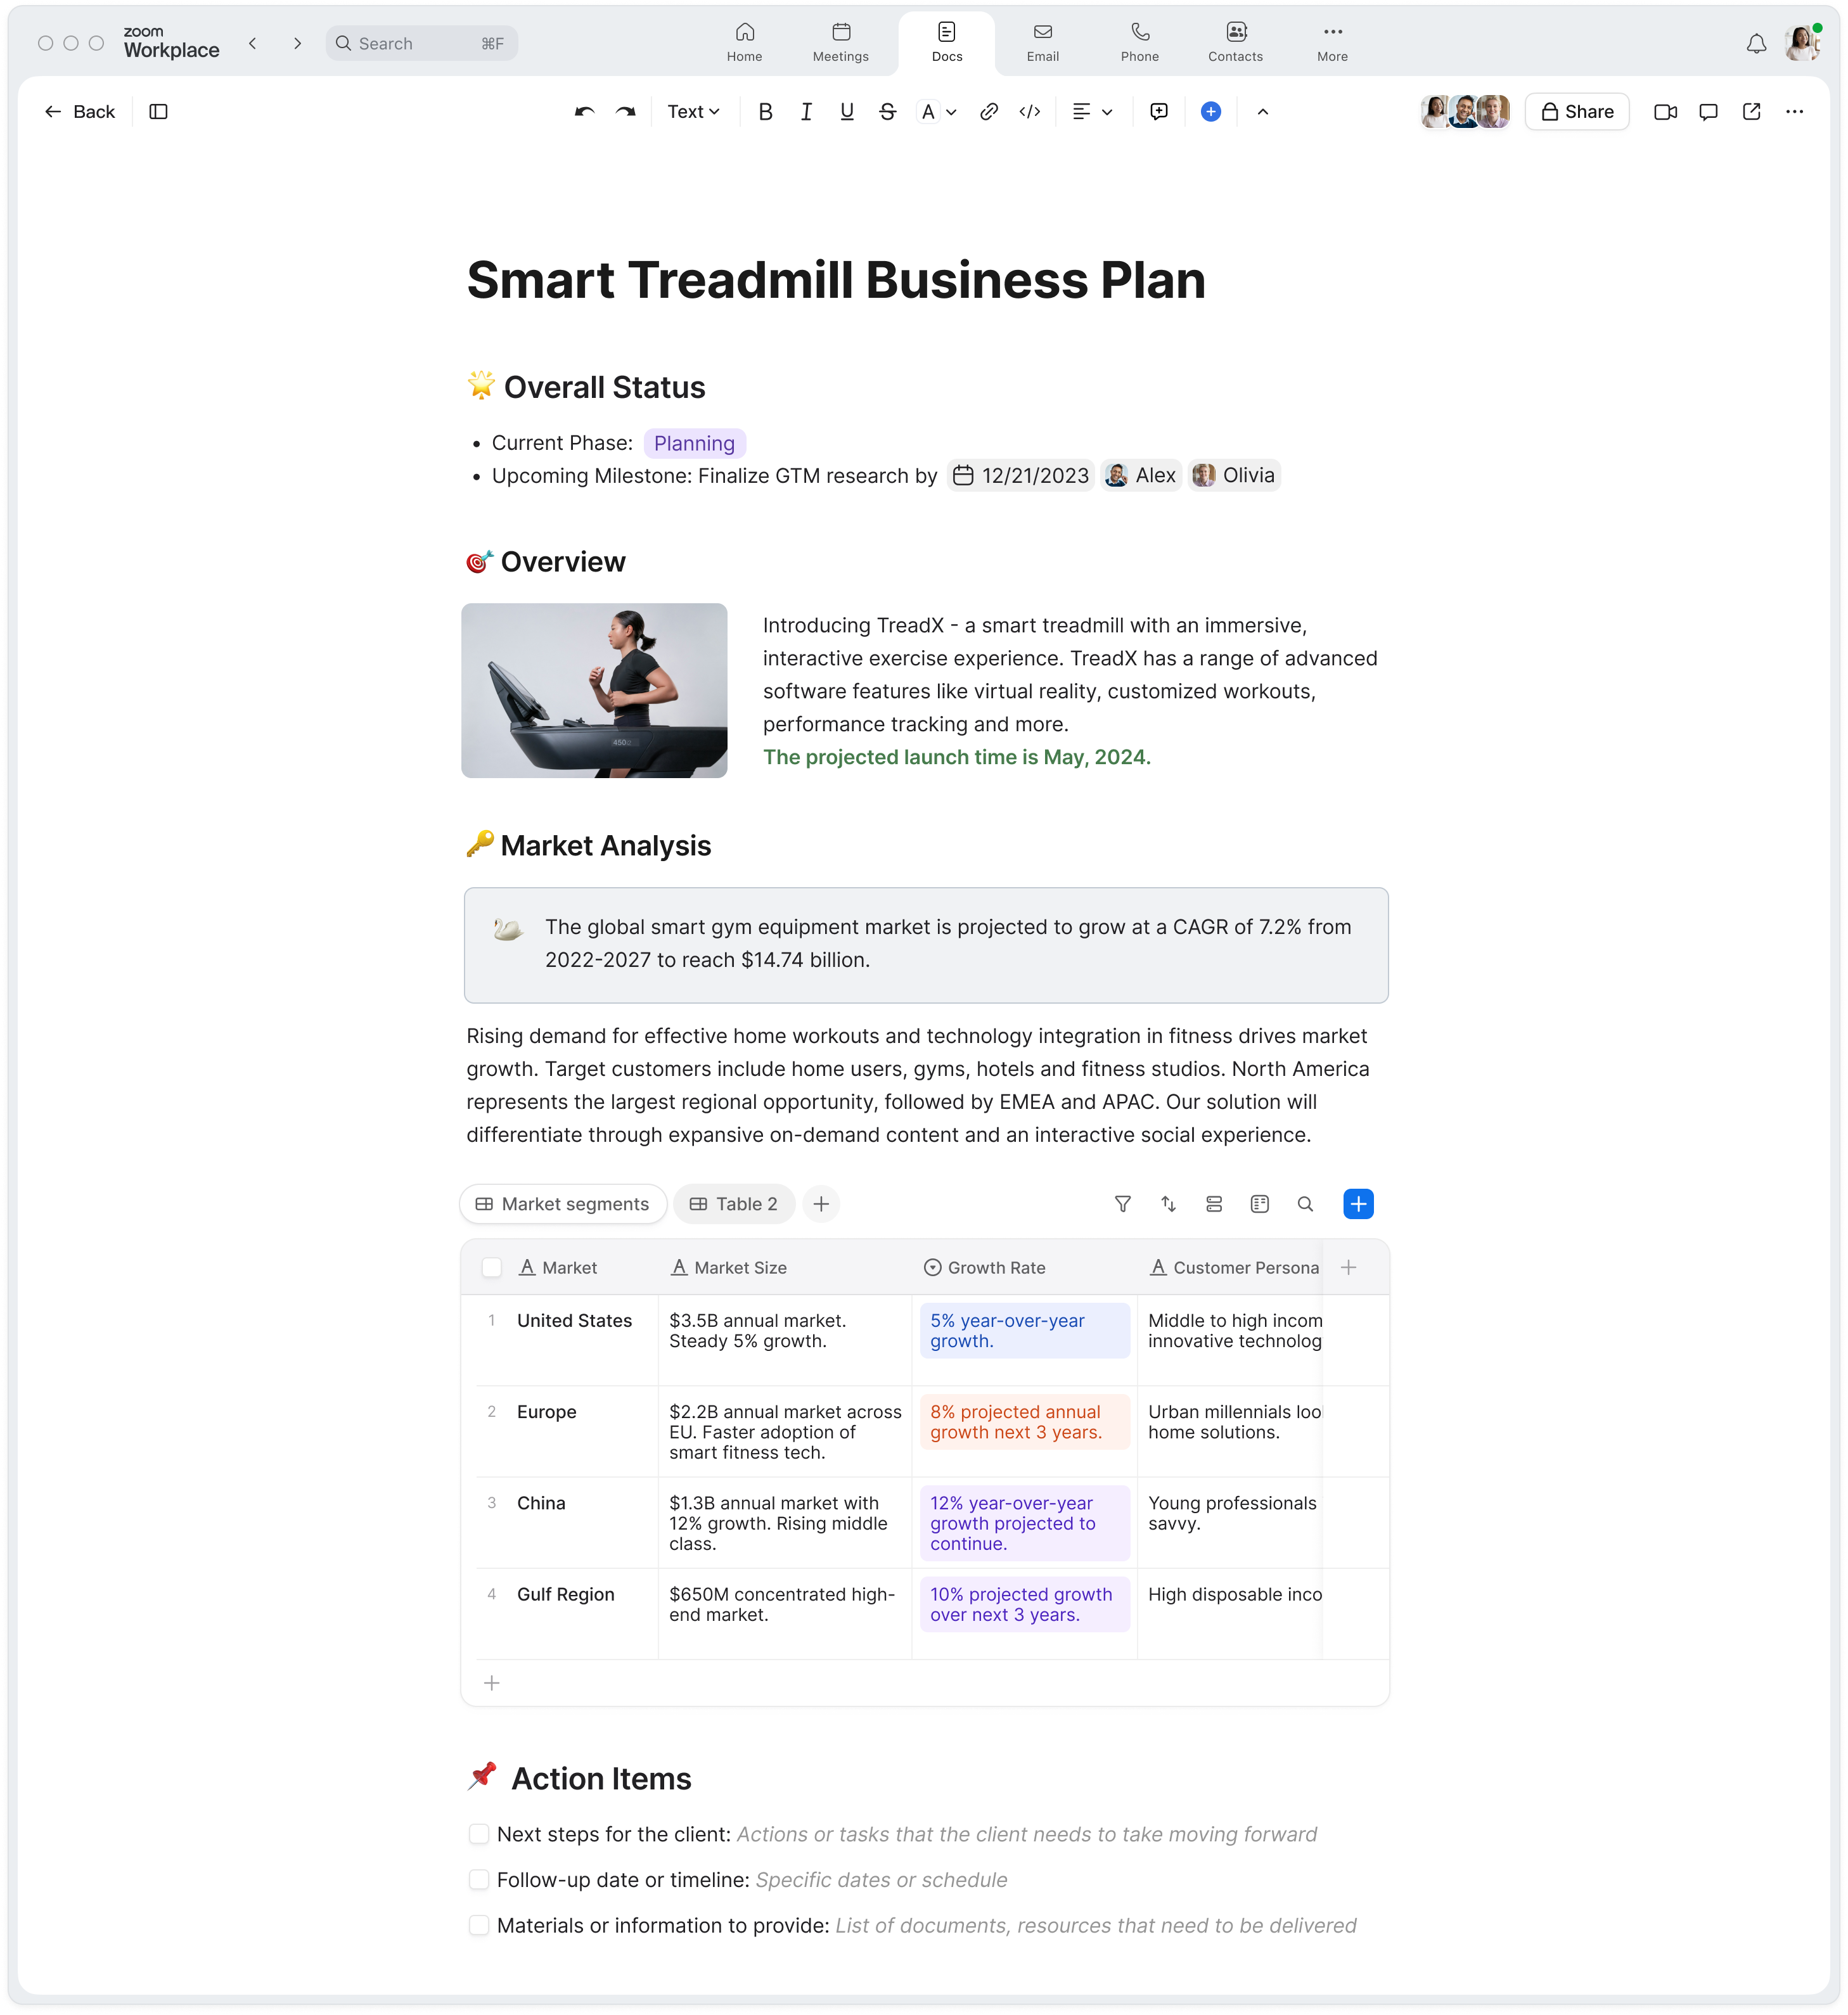 zoom
Workplace
Search
⌘F
Home
Meetings
Docs
Email
Phone
Contacts
More
Back
Text
B
I
U
S
A
</>
Share
Smart Treadmill Business Plan
Overall Status
Current Phase: Planning
Upcoming Milestone: Finalize GTM research by 12/21/2023 Alex Olivia
Overview
Introducing TreadX - a smart treadmill with an immersive,
interactive exercise experience. TreadX has a range of advanced
software features like virtual reality, customized workouts,
performance tracking and more.
The projected launch time is May, 2024.
Market Analysis
The global smart gym equipment market is projected to grow at a CAGR of 7.2% from
2022-2027 to reach $14.74 billion.
Rising demand for effective home workouts and technology integration in fitness drives market
growth. Target customers include home users, gyms, hotels and fitness studios. North America
represents the largest regional opportunity, followed by EMEA and APAC. Our solution will
differentiate through expansive on-demand content and an interactive social experience.
Market segments
Table 2
A Market
A Market Size
Growth Rate
A Customer Persona
1
United States
$3.5B annual market.
Steady 5% growth.
5% year-over-year
growth.
Middle to high incom
innovative technolog
2
Europe
$2.2B annual market across
EU. Faster adoption of
smart fitness tech.
8% projected annual
growth next 3 years.
Urban millennials loo
home solutions.
3
China
$1.3B annual market with
12% growth. Rising middle
class.
12% year-over-year
growth projected to
continue.
Young professionals
savvy.
4
Gulf Region
$650M concentrated high-
end market.
10% projected growth
over next 3 years.
High disposable inco
Action Items
Next steps for the client: Actions or tasks that the client needs to take moving forward
Follow-up date or timeline: Specific dates or schedule
Materials or information to provide: List of documents, resources that need to be delivered